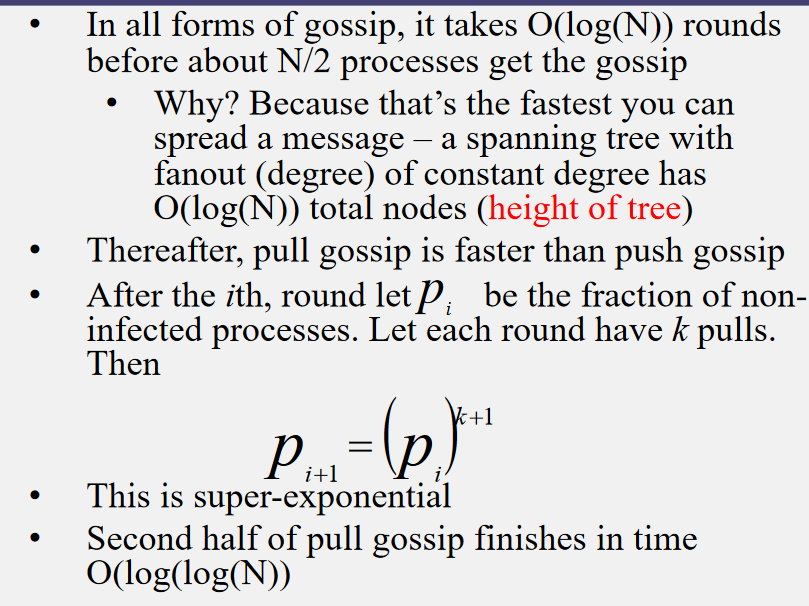 • In all forms of gossip, it takes O(log(N)) rounds
before about N/2 processes get the gossip
• Why? Because that’s the fastest you can
spread a message – a spanning tree with
fanout (degree) of constant degree has
O(log(N)) total nodes (height of tree)
• Thereafter, pull gossip is faster than push gossip
• After the ith, round let p_i be the fraction of non-
infected processes. Let each round have k pulls.
Then
p_{i+1} = (p_i)^{k+1}
• This is super-exponential
• Second half of pull gossip finishes in time
O(log(log(N))